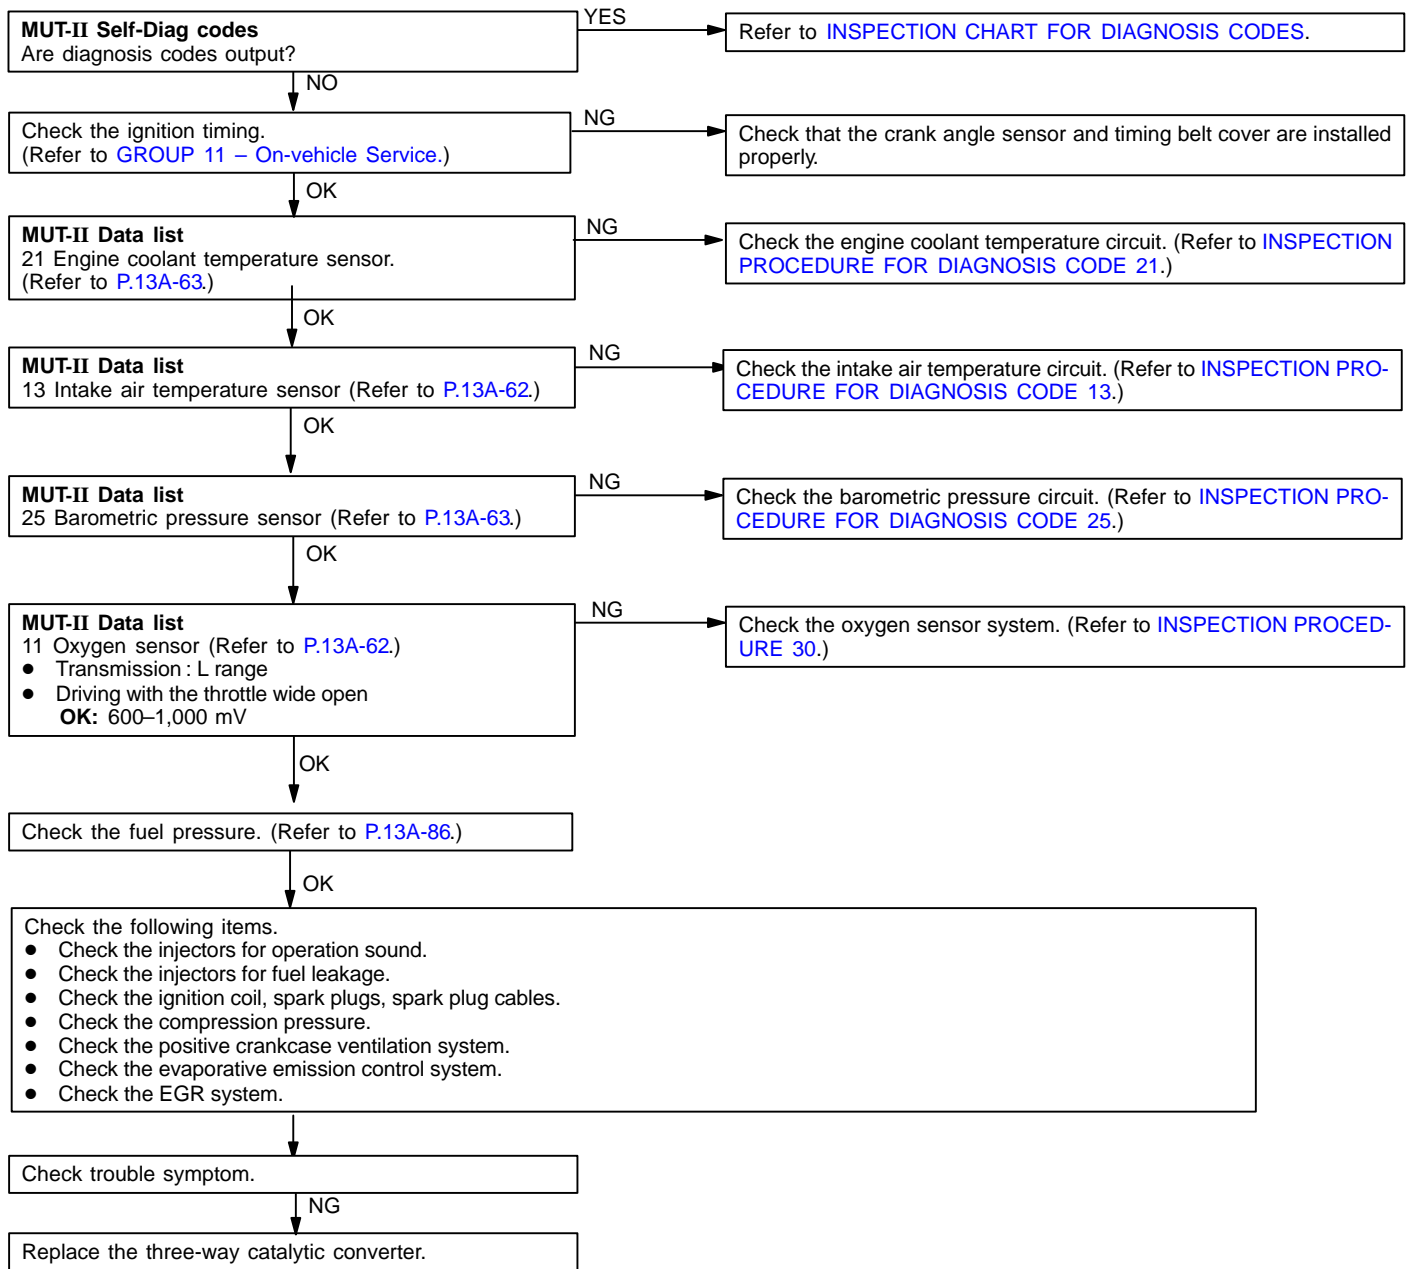 MUT-II Self-Diag codes
Are diagnosis codes output?
YES
Refer to INSPECTION CHART FOR DIAGNOSIS CODES.
NO
Check the ignition timing.
(Refer to GROUP 11 – On-vehicle Service.)
NG
Check that the crank angle sensor and timing belt cover are installed
properly.
OK
MUT-II Data list
21 Engine coolant temperature sensor.
(Refer to P.13A-63.)
NG
Check the engine coolant temperature circuit. (Refer to INSPECTION
PROCEDURE FOR DIAGNOSIS CODE 21.)
OK
MUT-II Data list
13 Intake air temperature sensor (Refer to P.13A-62.)
NG
Check the intake air temperature circuit. (Refer to INSPECTION PRO-
CEDURE FOR DIAGNOSIS CODE 13.)
OK
MUT-II Data list
25 Barometric pressure sensor (Refer to P.13A-63.)
NG
Check the barometric pressure circuit. (Refer to INSPECTION PRO-
CEDURE FOR DIAGNOSIS CODE 25.)
OK
MUT-II Data list
11 Oxygen sensor (Refer to P.13A-62.)
● Transmission : L range
● Driving with the throttle wide open
OK: 600–1,000 mV
NG
Check the oxygen sensor system. (Refer to INSPECTION PROCED-
URE 30.)
OK
Check the fuel pressure. (Refer to P.13A-86.)
OK
Check the following items.
● Check the injectors for operation sound.
● Check the injectors for fuel leakage.
● Check the ignition coil, spark plugs, spark plug cables.
● Check the compression pressure.
● Check the positive crankcase ventilation system.
● Check the evaporative emission control system.
● Check the EGR system.
Check trouble symptom.
NG
Replace the three-way catalytic converter.